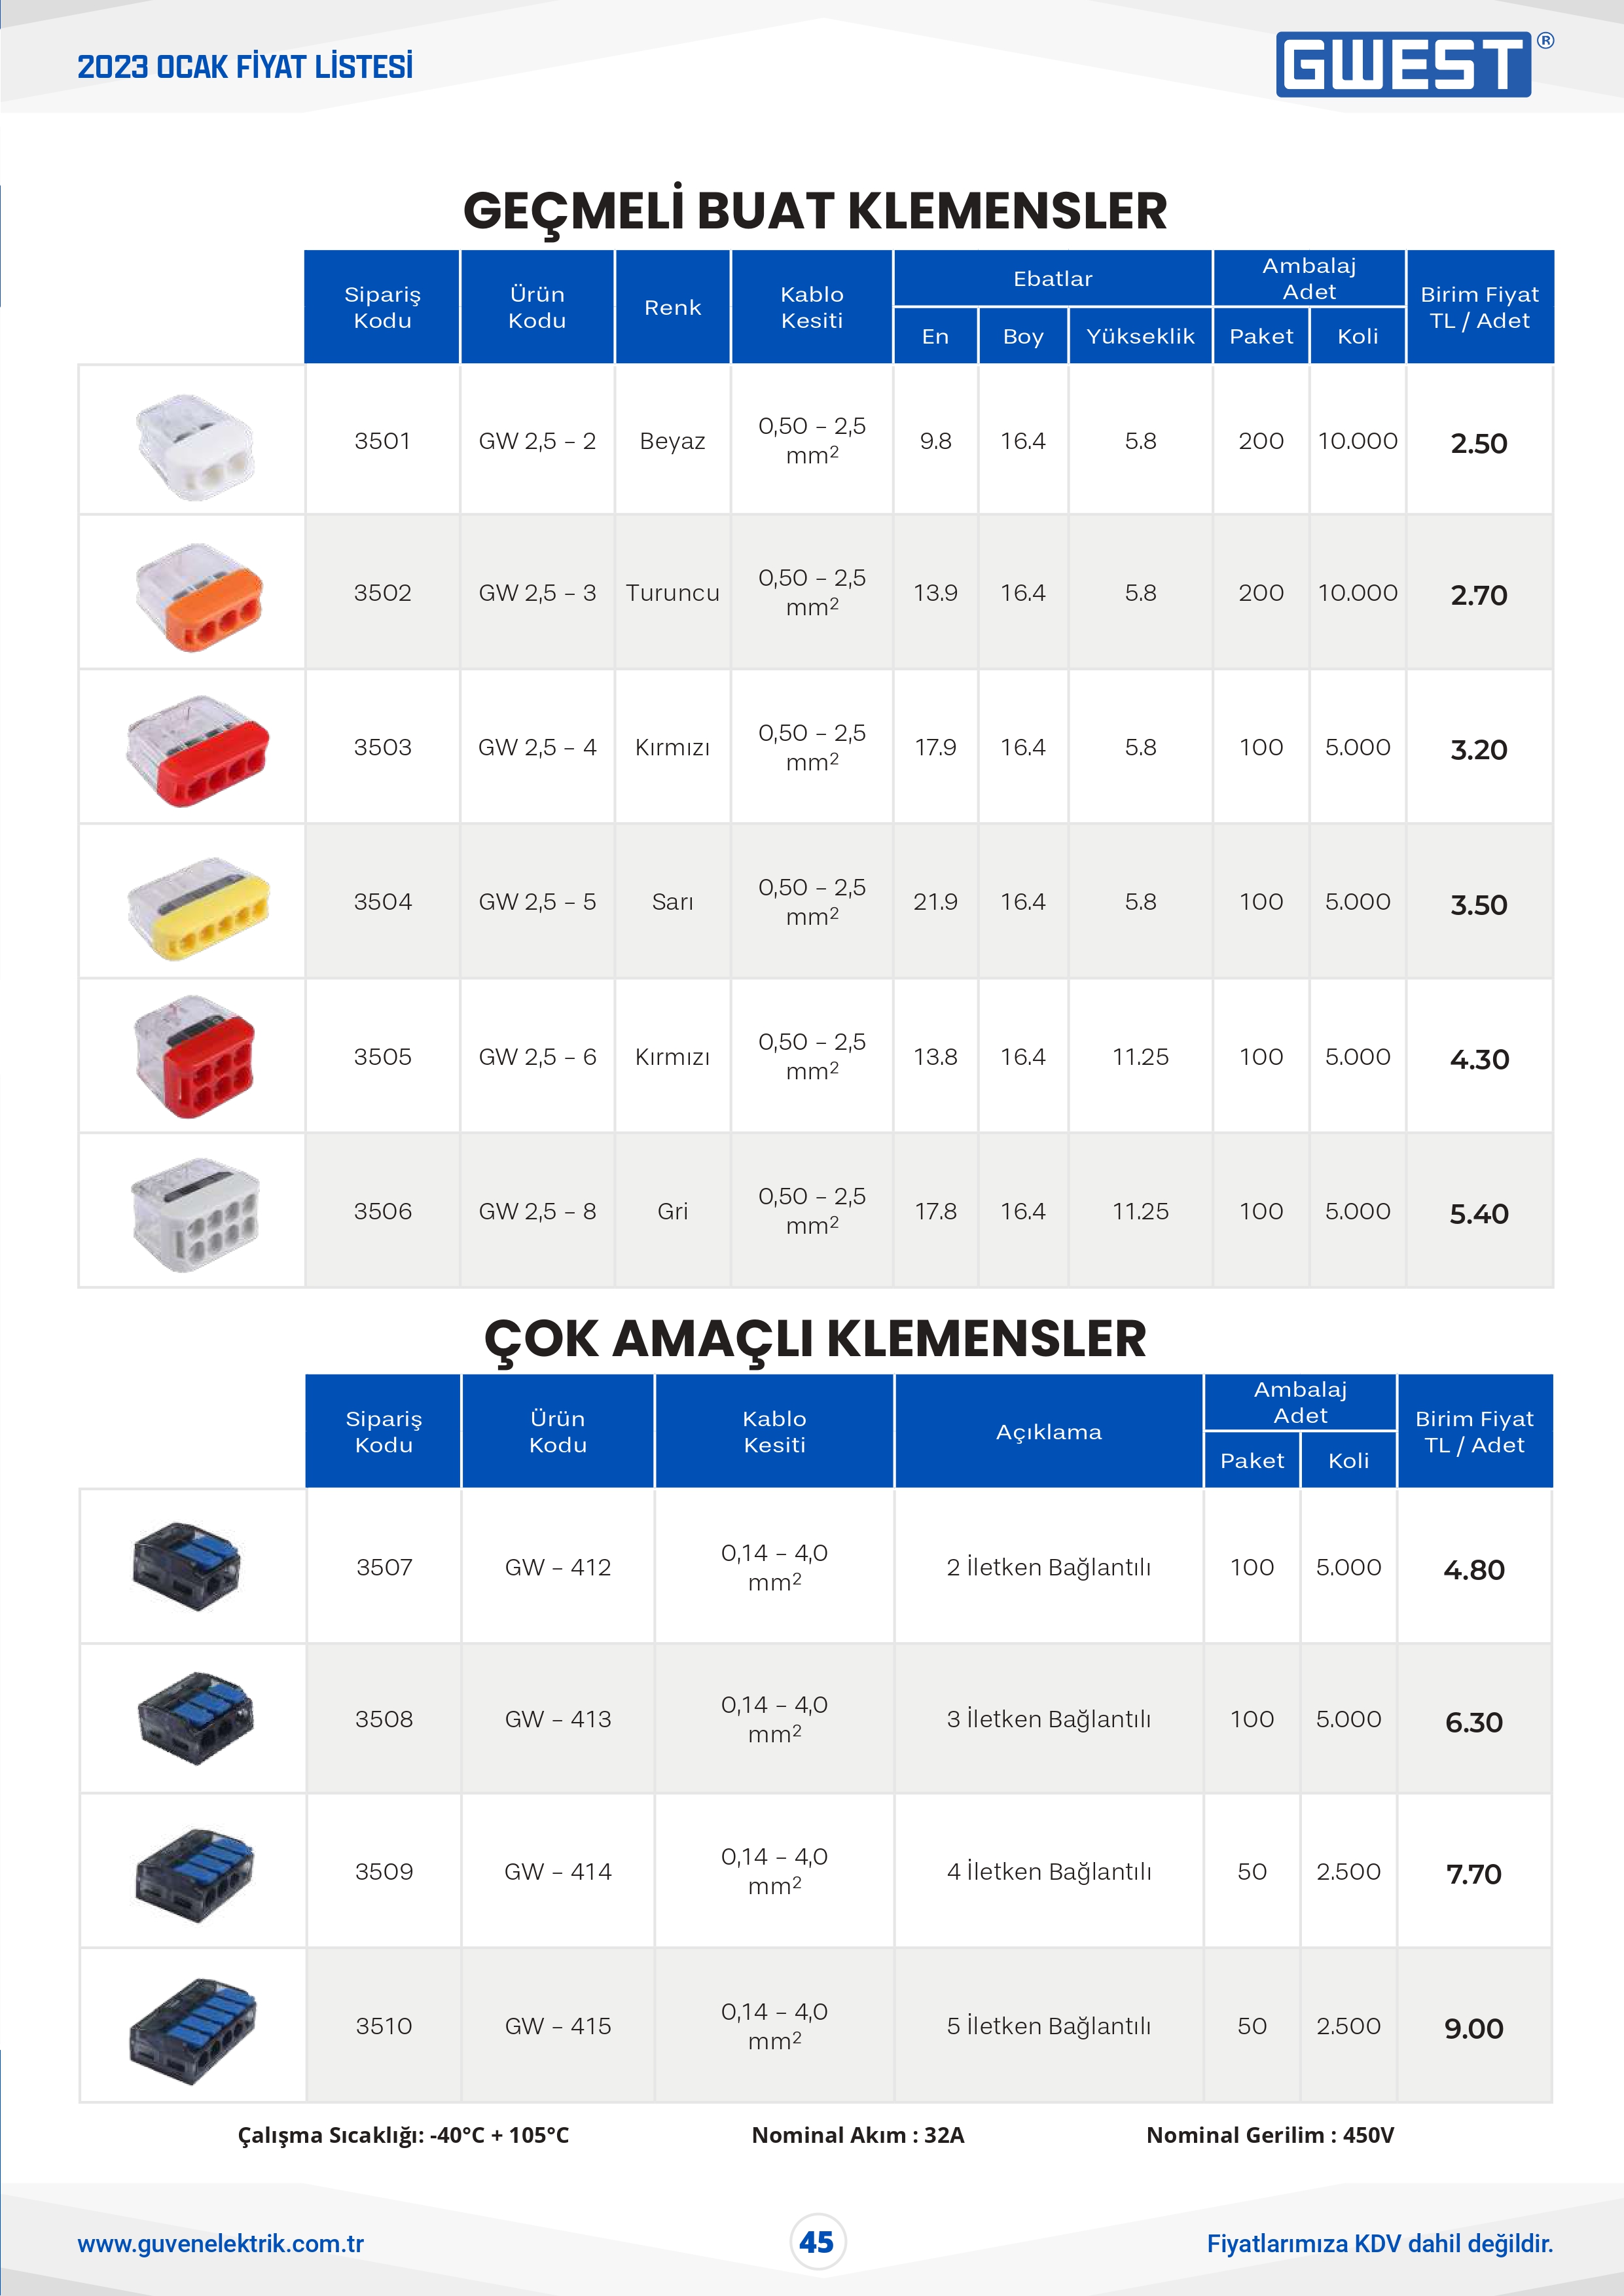 2023 OCAK FİYAT LİSTESİ
GWEST®
GEÇMELİ BUAT KLEMENSLER
Sipariş Kodu Ürün Kodu Renk Kablo Kesiti Ebatlar Ambalaj Adet Birim Fiyat TL / Adet
En Boy Yükseklik Paket Koli
3501 GW 2,5 – 2 Beyaz 0,50 – 2,5 mm² 9.8 16.4 5.8 200 10.000 2.50
3502 GW 2,5 – 3 Turuncu 0,50 – 2,5 mm² 13.9 16.4 5.8 200 10.000 2.70
3503 GW 2,5 – 4 Kırmızı 0,50 – 2,5 mm² 17.9 16.4 5.8 100 5.000 3.20
3504 GW 2,5 – 5 Sarı 0,50 – 2,5 mm² 21.9 16.4 5.8 100 5.000 3.50
3505 GW 2,5 – 6 Kırmızı 0,50 – 2,5 mm² 13.8 16.4 11.25 100 5.000 4.30
3506 GW 2,5 – 8 Gri 0,50 – 2,5 mm² 17.8 16.4 11.25 100 5.000 5.40
ÇOK AMAÇLI KLEMENSLER
Sipariş Kodu Ürün Kodu Kablo Kesiti Açıklama Ambalaj Adet Birim Fiyat TL / Adet
Paket Koli
3507 GW – 412 0,14 – 4,0 mm² 2 İletken Bağlantılı 100 5.000 4.80
3508 GW – 413 0,14 – 4,0 mm² 3 İletken Bağlantılı 100 5.000 6.30
3509 GW – 414 0,14 – 4,0 mm² 4 İletken Bağlantılı 50 2.500 7.70
3510 GW – 415 0,14 – 4,0 mm² 5 İletken Bağlantılı 50 2.500 9.00
Çalışma Sıcaklığı: -40°C + 105°C Nominal Akım : 32A Nominal Gerilim : 450V
www.guvenelektrik.com.tr 45 Fiyatlarımıza KDV dahil değildir.